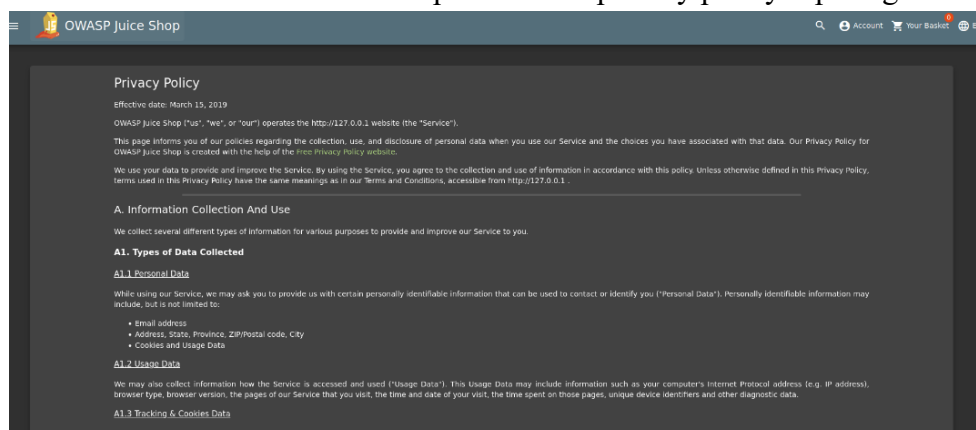 OWASP Juice Shop
Account
Your Basket
0
Privacy Policy
Effective date: March 15, 2019
OWASP Juice Shop ("us", "we", or "our") operates the http://127.0.0.1 website (the "Service").
This page informs you of our policies regarding the collection, use, and disclosure of personal data when you use our Service and the choices you have associated with that data. Our Privacy Policy for
OWASP Juice Shop is created with the help of the Free Privacy Policy website.
We use your data to provide and improve the Service. By using the Service, you agree to the collection and use of information in accordance with this policy. Unless otherwise defined in this Privacy Policy,
terms used in this Privacy Policy have the same meanings as in our Terms and Conditions, accessible from http://127.0.0.1 .
A. Information Collection And Use
We collect several different types of information for various purposes to provide and improve our Service to you.
A1. Types of Data Collected
A1.1 Personal Data
While using our Service, we may ask you to provide us with certain personally identifiable information that can be used to contact or identify you ("Personal Data"). Personally identifiable information may
include, but is not limited to:
• Email address
• Address, State, Province, ZIP/Postal code, City
• Cookies and Usage Data
A1.2 Usage Data
We may also collect information how the Service is accessed and used ("Usage Data"). This Usage Data may include information such as your computer's Internet Protocol address (e.g. IP address),
browser type, browser version, the pages of our Service that you visit, the time and date of your visit, the time spent on those pages, unique device identifiers and other diagnostic data.
A1.3 Tracking & Cookies Data